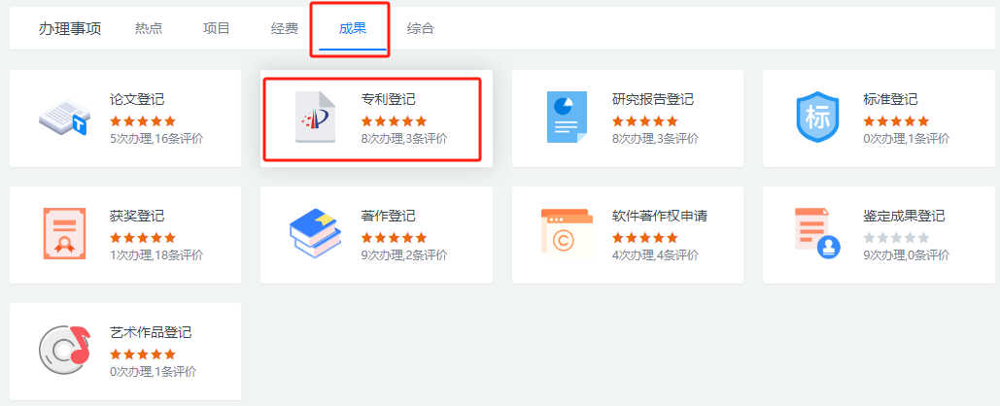 办理事项 热点 项目 经费 成果 综合
论文登记
5次办理,16条评价
专利登记
8次办理,3条评价
研究报告登记
8次办理,3条评价
标
标准登记
0次办理,1条评价
获奖登记
1次办理,18条评价
著作登记
9次办理,2条评价
软件著作权申请
4次办理,4条评价
鉴定成果登记
9次办理,0条评价
艺术作品登记
0次办理,1条评价